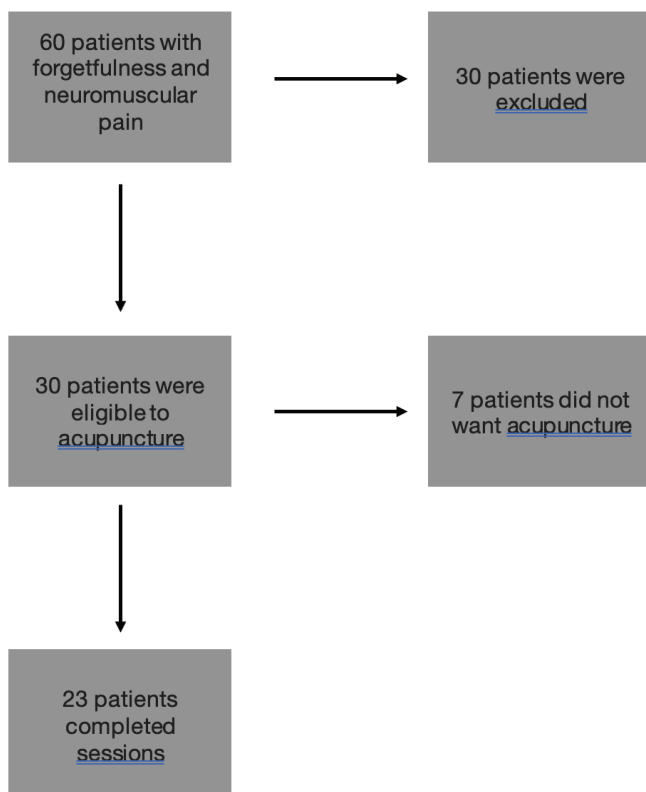 60 patients with
forgetfulness and
neuromuscular
pain
30 patients were
excluded
30 patients were
eligible to
acupuncture
7 patients did not
want acupuncture
23 patients
completed
sessions